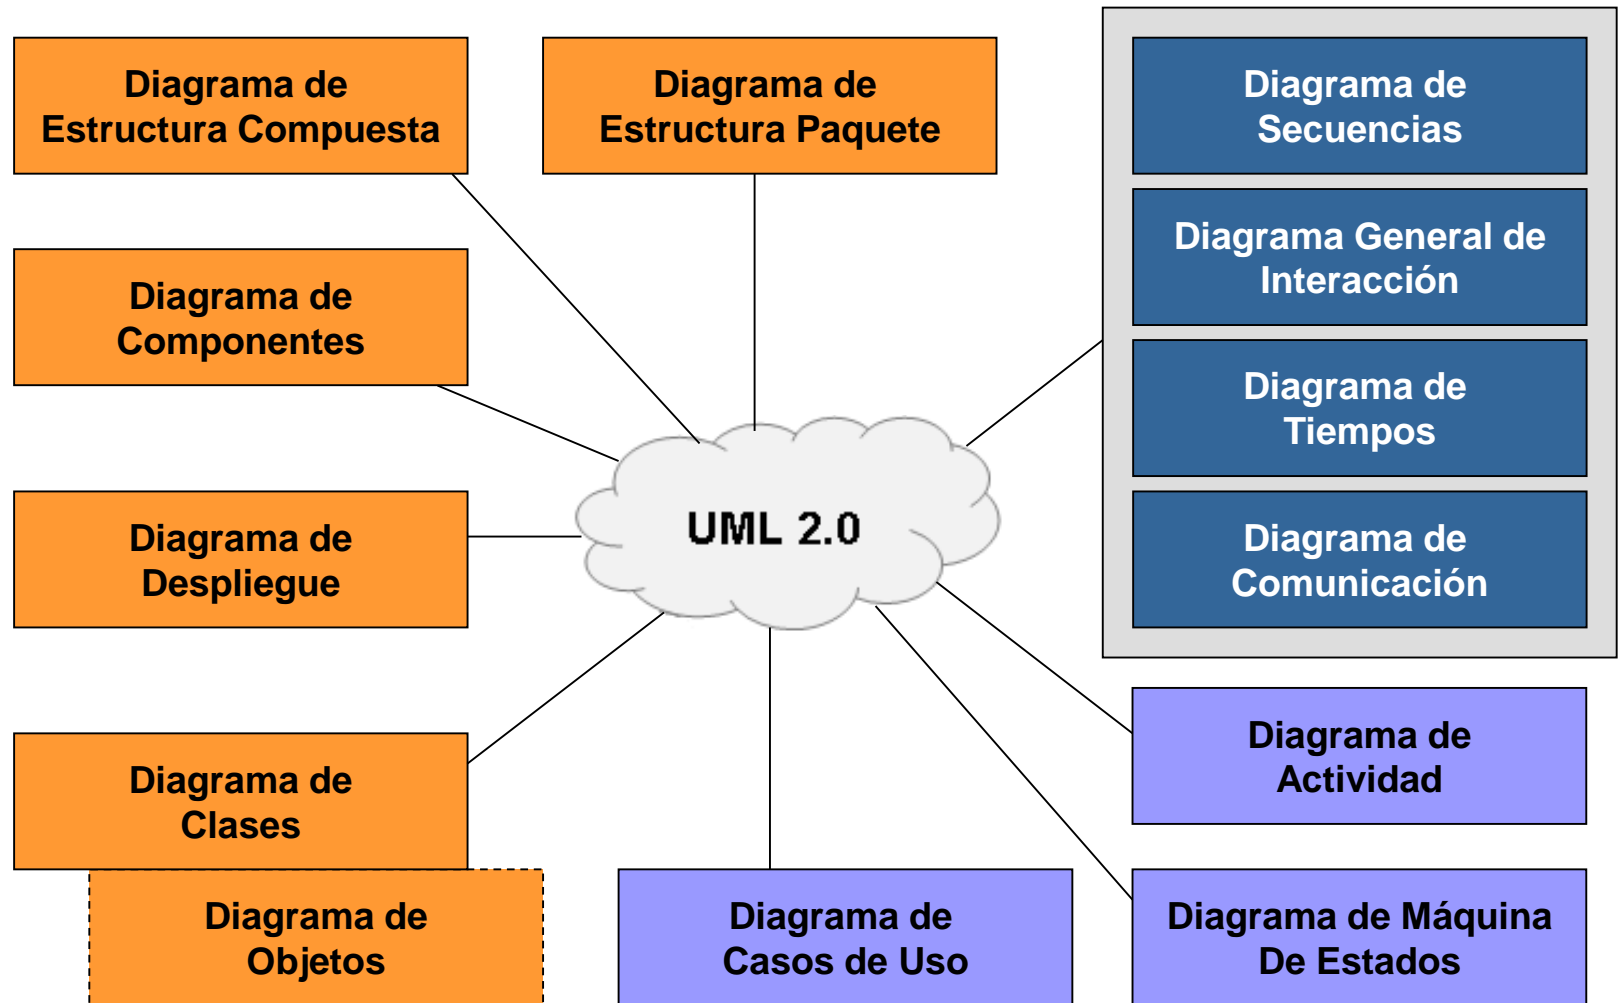 Diagrama de
Estructura Compuesta
Diagrama de
Estructura Paquete
Diagrama de
Secuencias
Diagrama General de
Interacción
Diagrama de
Componentes
Diagrama de
Tiempos
UML 2.0
Diagrama de
Despliegue
Diagrama de
Comunicación
Diagrama de
Clases
Diagrama de
Actividad
Diagrama de
Objetos
Diagrama de
Casos de Uso
Diagrama de Máquina
De Estados